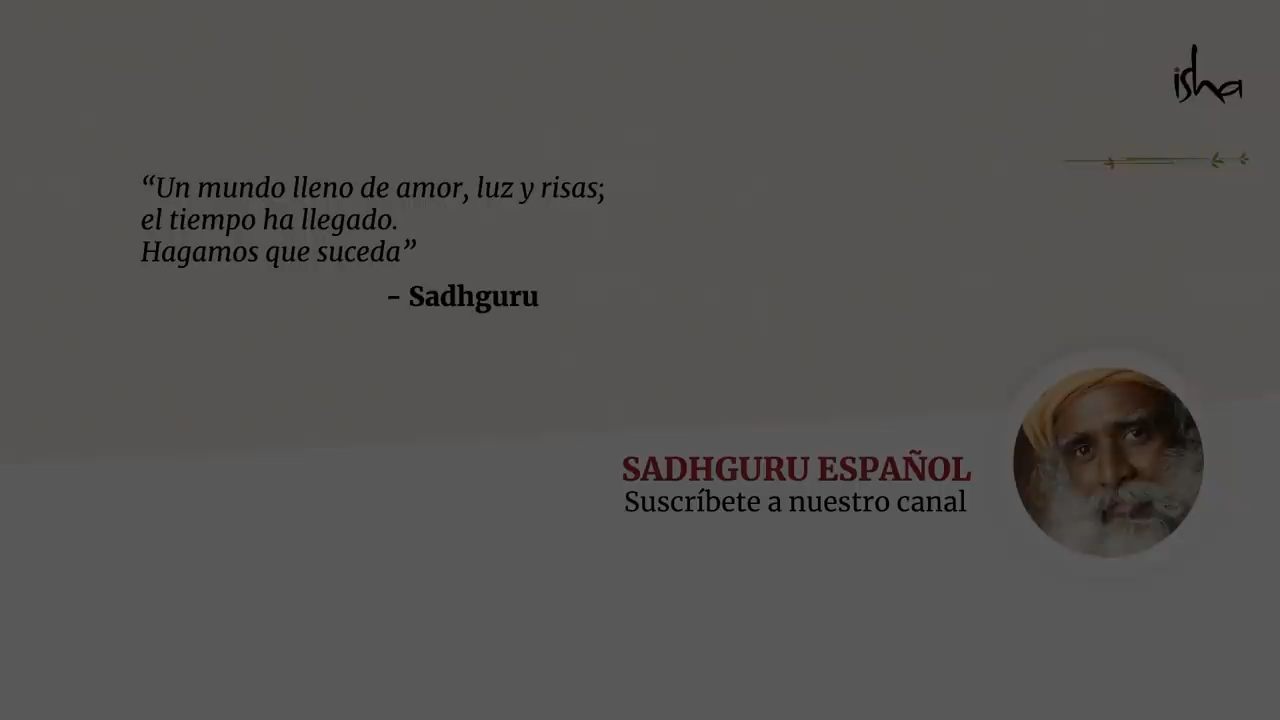 isha
“Un mundo lleno de amor, luz y risas;
el tiempo ha llegado.
Hagamos que suceda”
- Sadhguru
SADHGURU ESPAÑOL
Suscríbete a nuestro canal